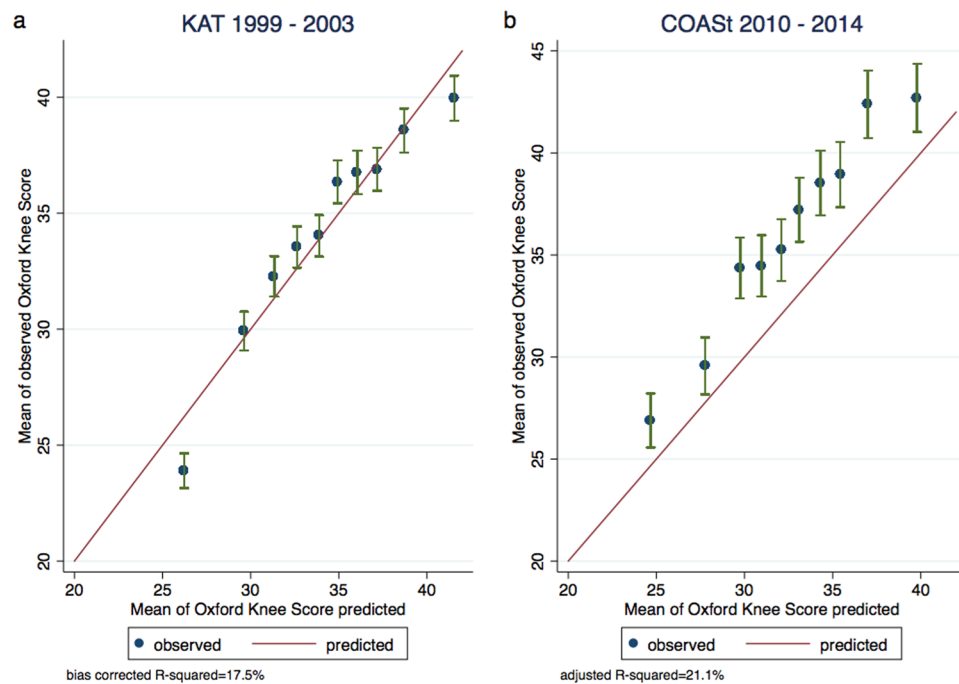 a
KAT 1999 - 2003
Mean of observed Oxford Knee Score
40
35
30
25
20
20 25 30 35 40
Mean of Oxford Knee Score predicted
observed predicted
bias corrected R-squared=17.5%
b
COASt 2010 - 2014
Mean of observed Oxford Knee Score
45
40
35
30
25
20
20 25 30 35 40
Mean of Oxford Knee Score predicted
observed predicted
adjusted R-squared=21.1%